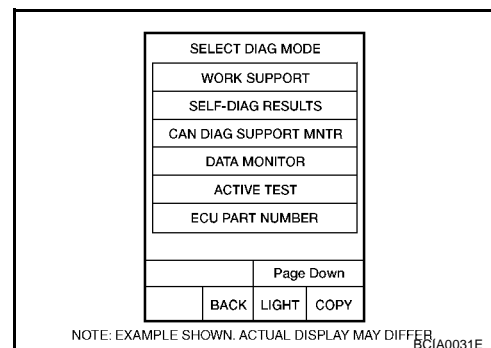 SELECT DIAG MODE
WORK SUPPORT
SELF-DIAG RESULTS
CAN DIAG SUPPORT MNTR
DATA MONITOR
ACTIVE TEST
ECU PART NUMBER
Page Down
BACK LIGHT COPY
NOTE: EXAMPLE SHOWN. ACTUAL DISPLAY MAY DIFFER.
BCIA0031E